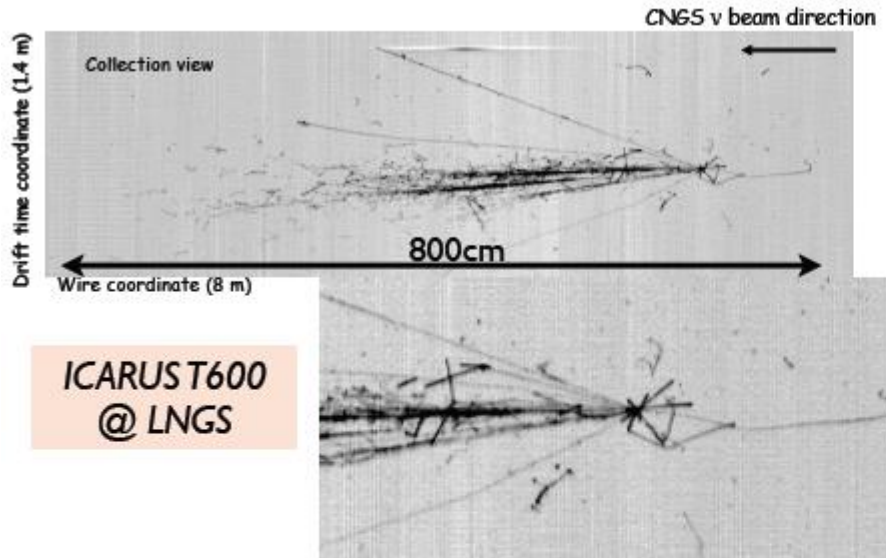 CNGS ν beam direction
Collection view
Drift time coordinate (1.4 m)
800cm
Wire coordinate (8 m)
ICARUS T600
@ LNGS